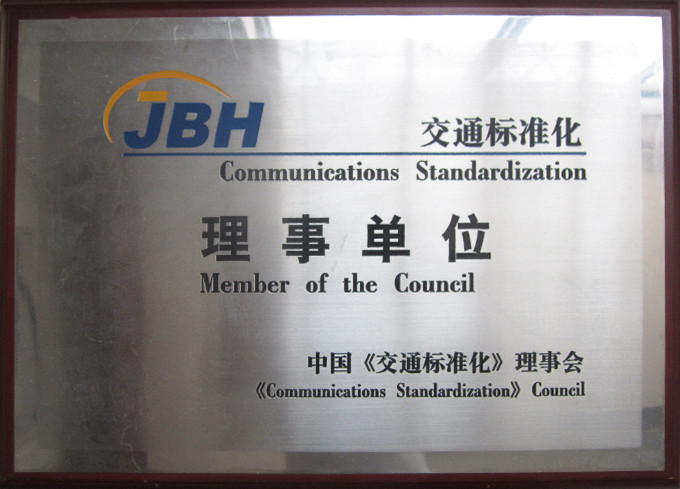 JBH 交通标准化
Communications Standardization
理事单位
Member of the Council
中国《交通标准化》理事会
《Communications Standardization》 Council